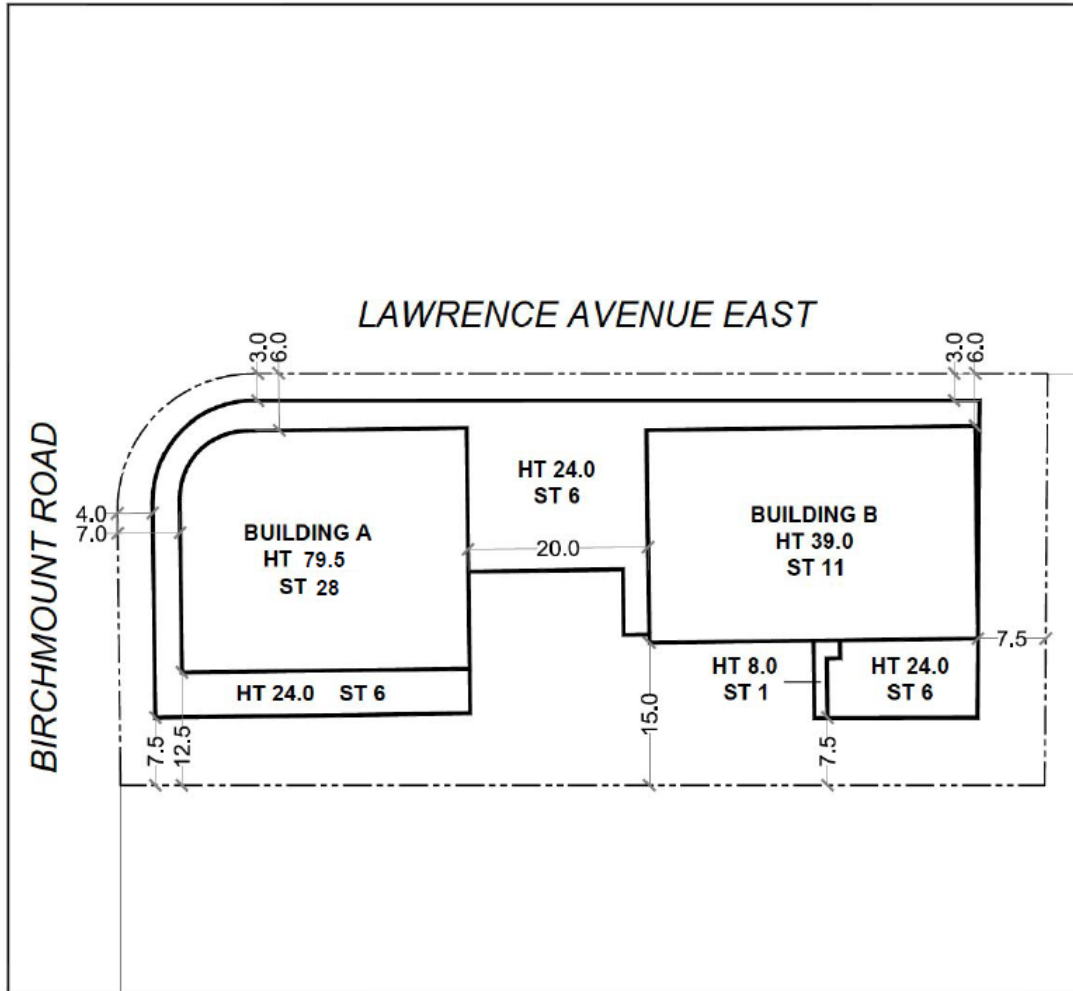 LAWRENCE AVENUE EAST
3.0
6.0
3.0
6.0
BIRCHMOUNT ROAD
4.0
7.0
BUILDING A
HT 79.5
ST 28
HT 24.0
ST 6
20.0
BUILDING B
HT 39.0
ST 11
7.5
HT 24.0 ST 6
HT 8.0
ST 1
HT 24.0
ST 6
7.5
12.5
15.0
7.5